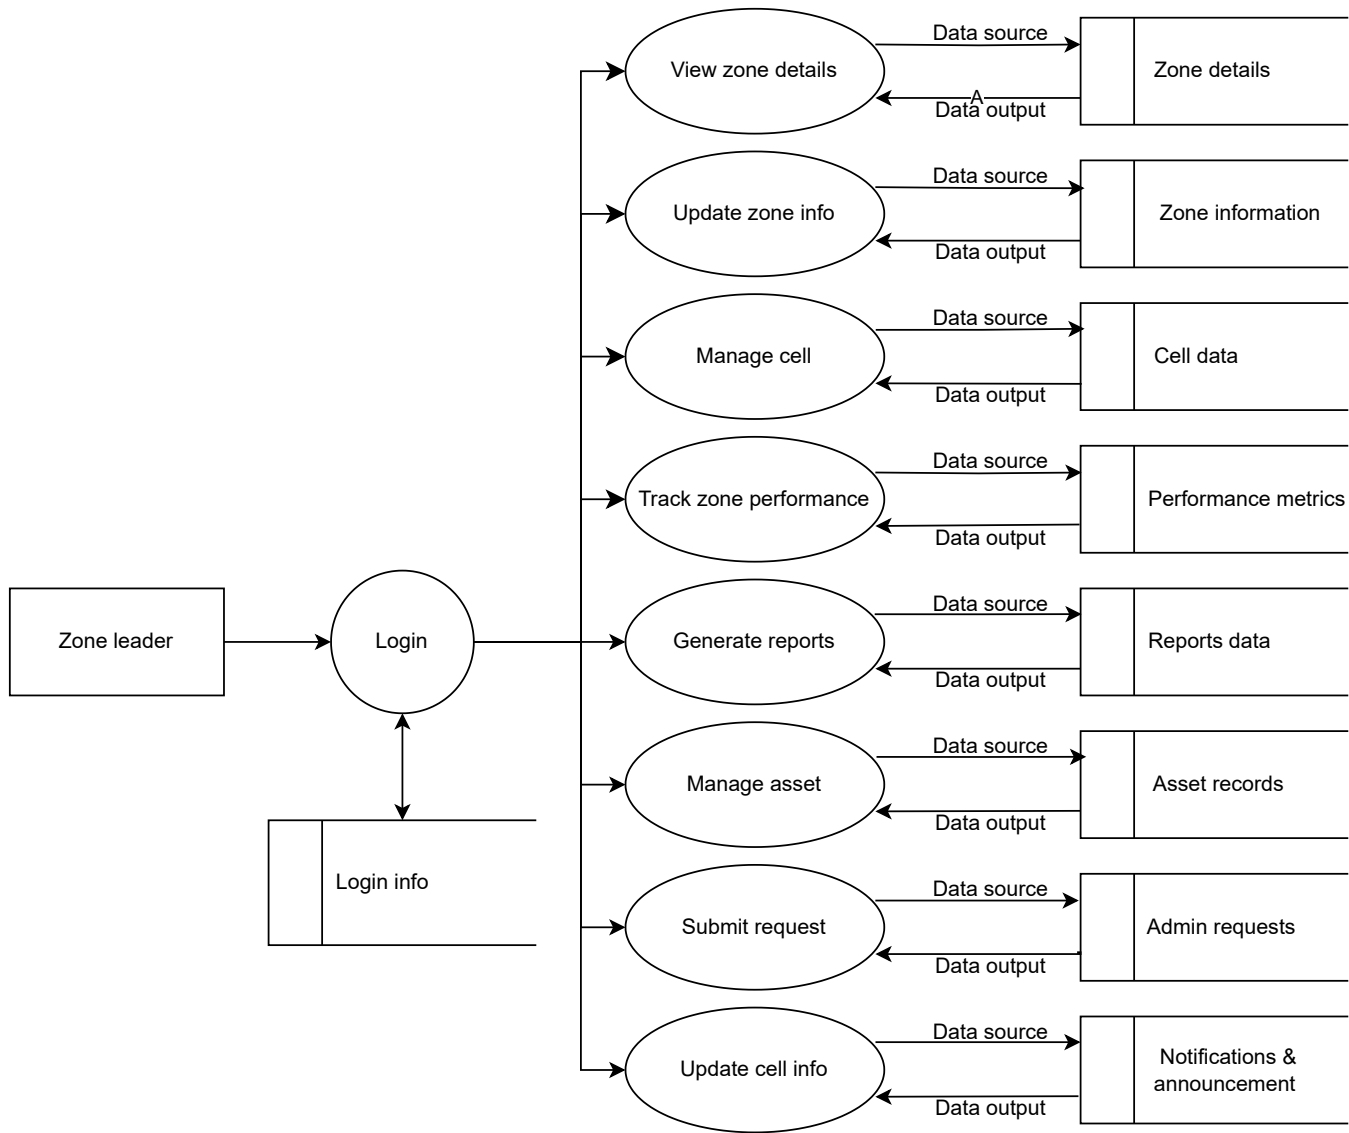 Data source
View zone details
Zone details
A
Data output
Data source
Update zone info
Zone information
Data output
Data source
Manage cell
Cell data
Data output
Data source
Track zone performance
Performance metrics
Data output
Data source
Zone leader
Login
Generate reports
Reports data
Data output
Data source
Manage asset
Asset records
Data output
Login info
Data source
Submit request
Admin requests
Data output
Data source
Update cell info
Notifications &
announcement
Data output